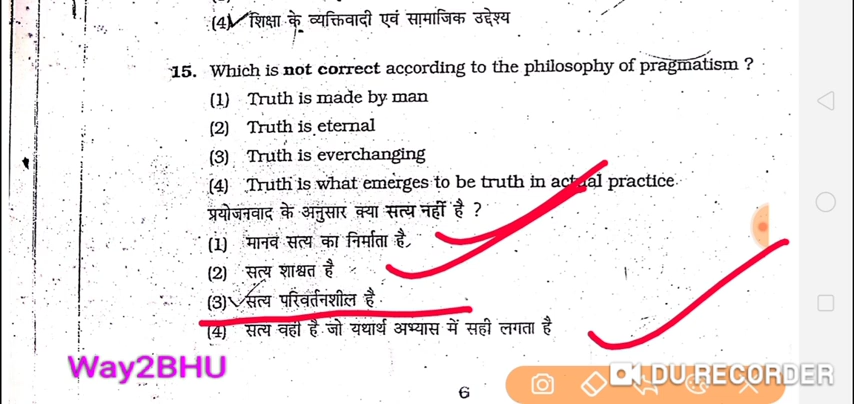 (4) शिक्षा के व्यक्तिवादी एवं सामाजिक उद्देश्य
15. Which is not correct according to the philosophy of pragmatism ?
(1) Truth is made by man
(2) Truth is eternal
(3) Truth is everchanging
(4) Truth is what emerges to be truth in actual practice
प्रयोजनवाद के अनुसार क्या सत्य नहीं है ?
(1) मानव सत्य का निर्माता है
(2) सत्य शाश्वत है
(3) सत्य परिवर्तनशील है
(4) सत्य वही है जो यथार्थ अभ्यास में सही लगता है
Way2BHU
6
DU RECORDER